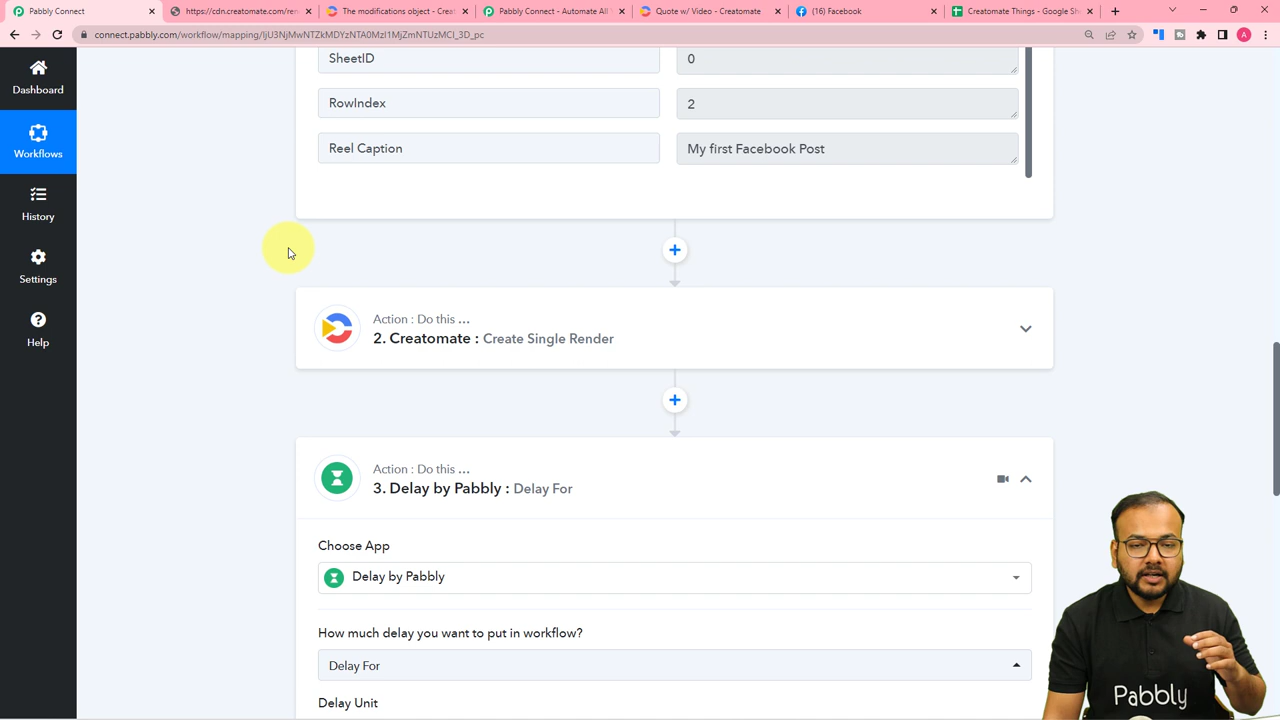 Pabbly Connect
https://cdn.creatomate.com/ren
The modifications object - Creat
Pabbly Connect - Automate All Y
Quote w/ Video - Creatomate
(16) Facebook
Creatomate Things - Google She
connect.pabbly.com/workflow/mapping/
A
Dashboard
Workflows
History
Settings
Help
SheetID
0
RowIndex
2
Reel Caption
My first Facebook Post
Action : Do this ...
2. Creatomate : Create Single Render
Action : Do this ...
3. Delay by Pabbly : Delay For
Choose App
Delay by Pabbly
How much delay you want to put in workflow?
Delay For
Delay Unit
Pabbly